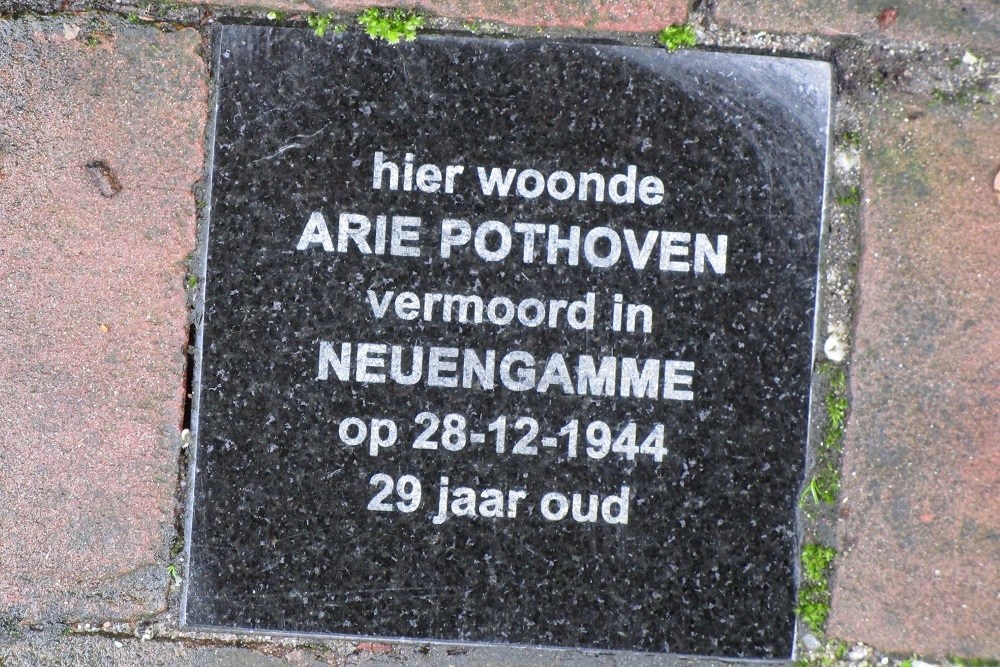 hier woonde
ARIE POTHOVEN
vermoord in
NEUENGAMME
op 28-12-1944
29 jaar oud